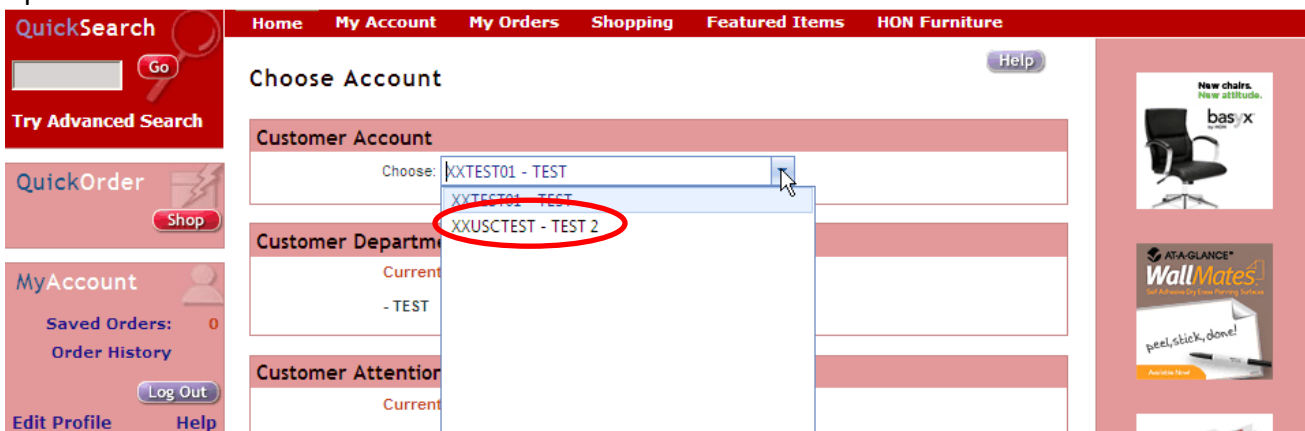 QuickSearch
Go
Try Advanced Search
QuickOrder
Shop
MyAccount
Saved Orders: 0
Order History
Log Out
Edit Profile Help
Home My Account My Orders Shopping Featured Items HON Furniture
Help
Choose Account
Customer Account
Choose: XXTEST01 - TEST
XXTEST01 - TEST
XXUSCTEST - TEST 2
Customer Departme
Current
- TEST
Customer Attention
Current
New chairs.
New attitude.
basyx
by HON
AT-A-GLANCE
WallMates
Self Adhesive Dry Erase Planning Surfaces
peel, stick, done!
Available Now!